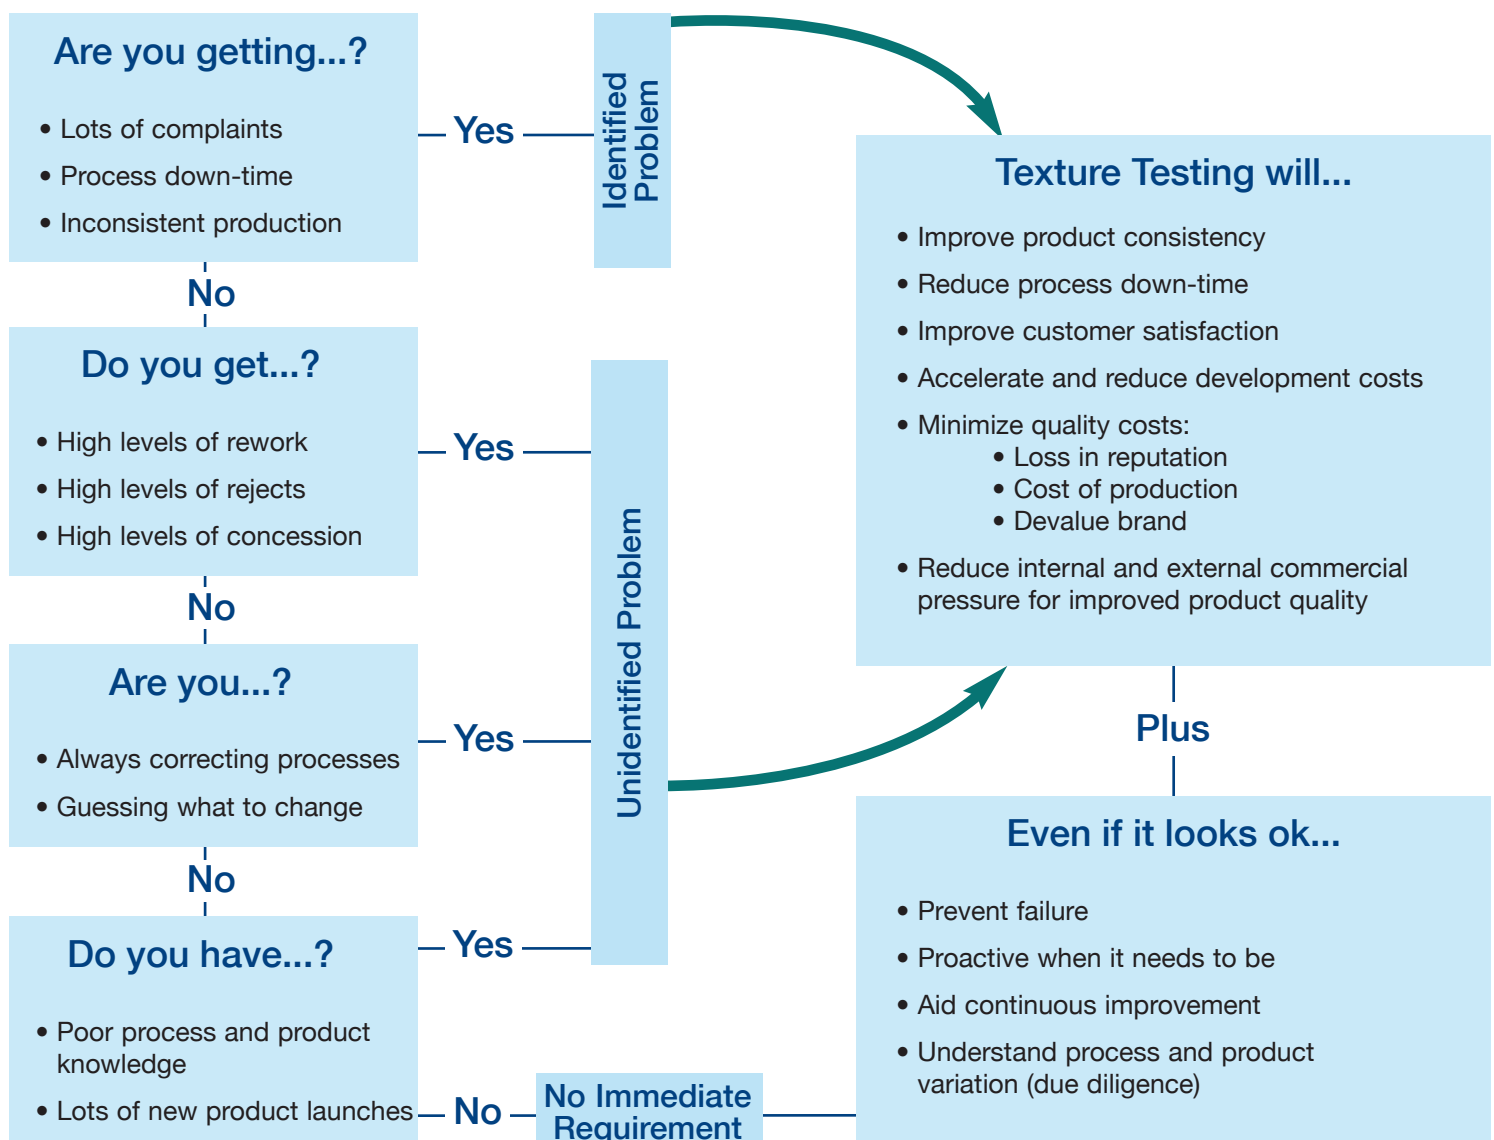 Are you getting...?
• Lots of complaints
• Process down-time
• Inconsistent production
Yes
Identified
Problem
No
Do you get...?
• High levels of rework
• High levels of rejects
• High levels of concession
Yes
No
Are you...?
• Always correcting processes
• Guessing what to change
Yes
No
Do you have...?
• Poor process and product
knowledge
• Lots of new product launches
Yes
Unidentified Problem
No
No Immediate
Requirement
Texture Testing will...
• Improve product consistency
• Reduce process down-time
• Improve customer satisfaction
• Accelerate and reduce development costs
• Minimize quality costs:
• Loss in reputation
• Cost of production
• Devalue brand
• Reduce internal and external commercial
pressure for improved product quality
Plus
Even if it looks ok...
• Prevent failure
• Proactive when it needs to be
• Aid continuous improvement
• Understand process and product
variation (due diligence)